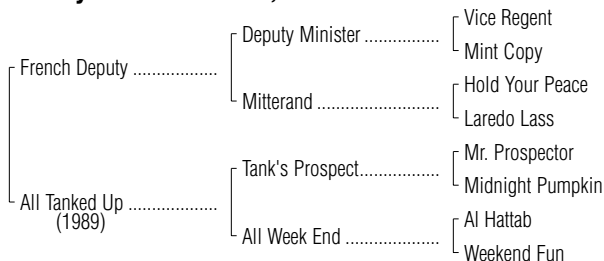 Vice Regent
Deputy Minister ..................
Mint Copy
French Deputy ..................
Hold Your Peace
Mitterand .........................
Laredo Lass
Mr. Prospector
Tank's Prospect.................
Midnight Pumpkin
All Tanked Up ...................
(1989)
Al Hattab
All Week End ....................
Weekend Fun